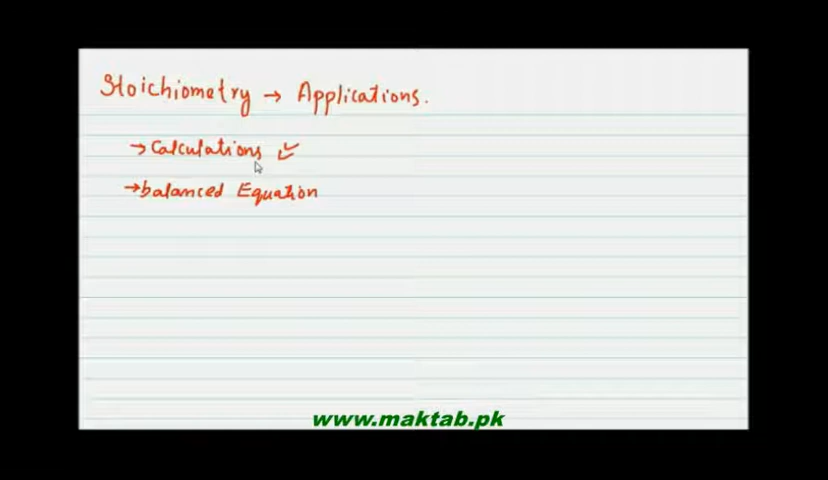 Stoichiometry → Applications.
→ Calculations
→ balanced Equation
www.maktab.pk